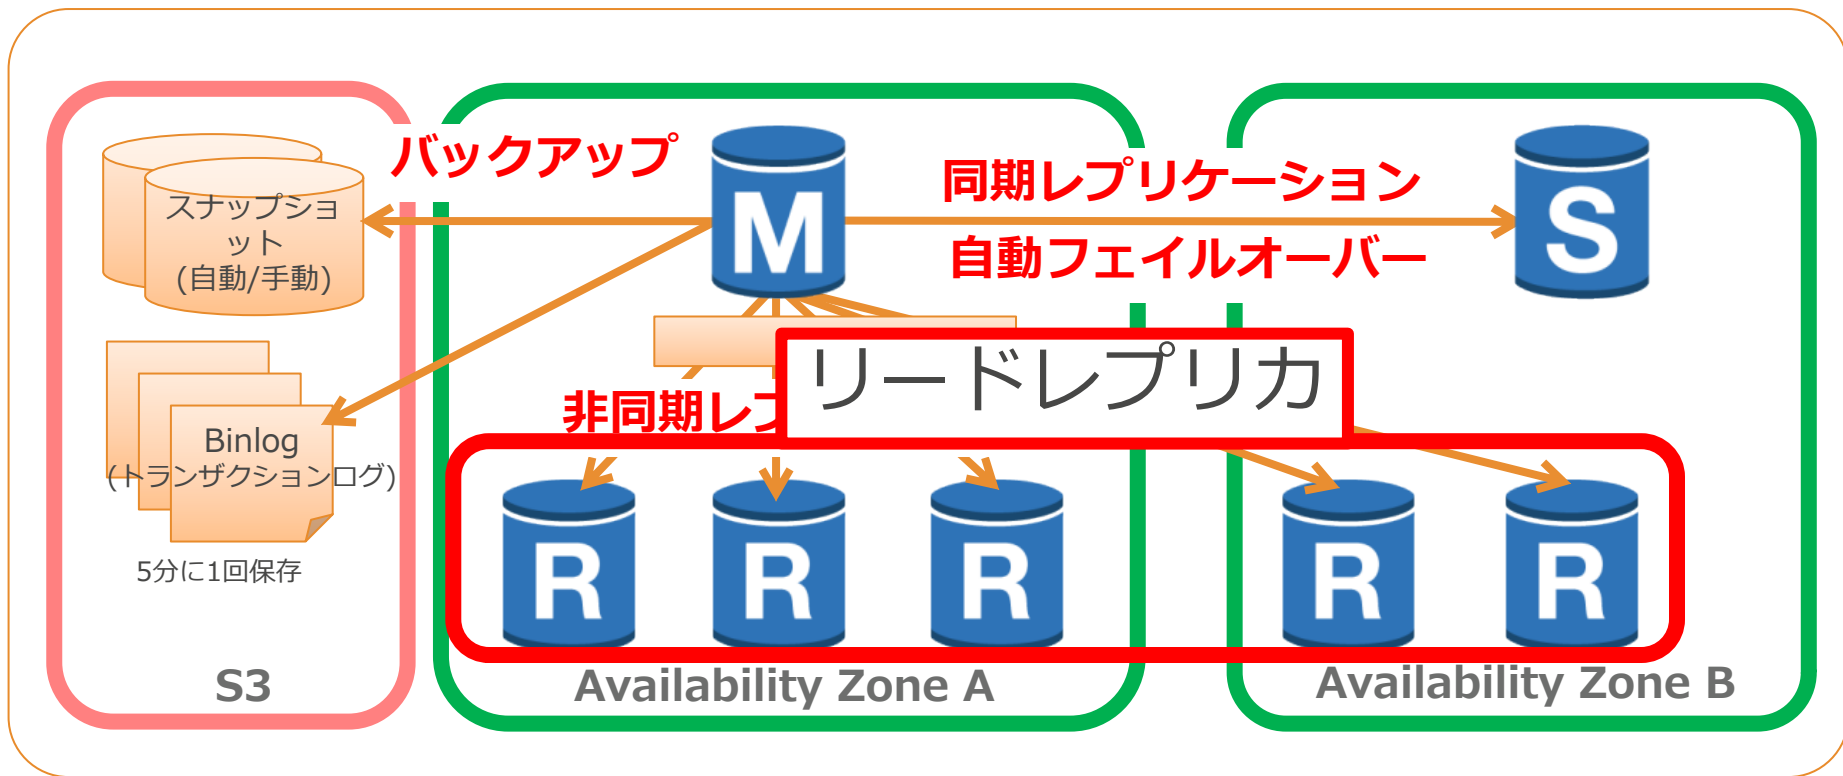 バックアップ
スナップショ
ット
(自動/手動)
M
同期レプリケーション
自動フェイルオーバー
S
リードレプリカ
非同期レプ
Binlog
(トランザクションログ)
5分に1回保存
R
R
R
R
R
S3
Availability Zone A
Availability Zone B